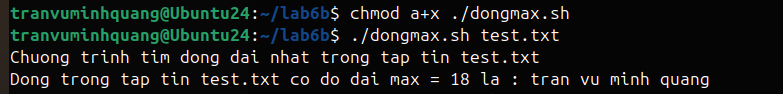 tranvuminhquang@Ubuntu24:~/lab6b$ chmod a+x ./dongmax.sh
tranvuminhquang@Ubuntu24:~/lab6b$ ./dongmax.sh test.txt
Chuong trinh tim dong dai nhat trong tap tin test.txt
Dong trong tap tin test.txt co do dai max = 18 la : tran vu minh quang